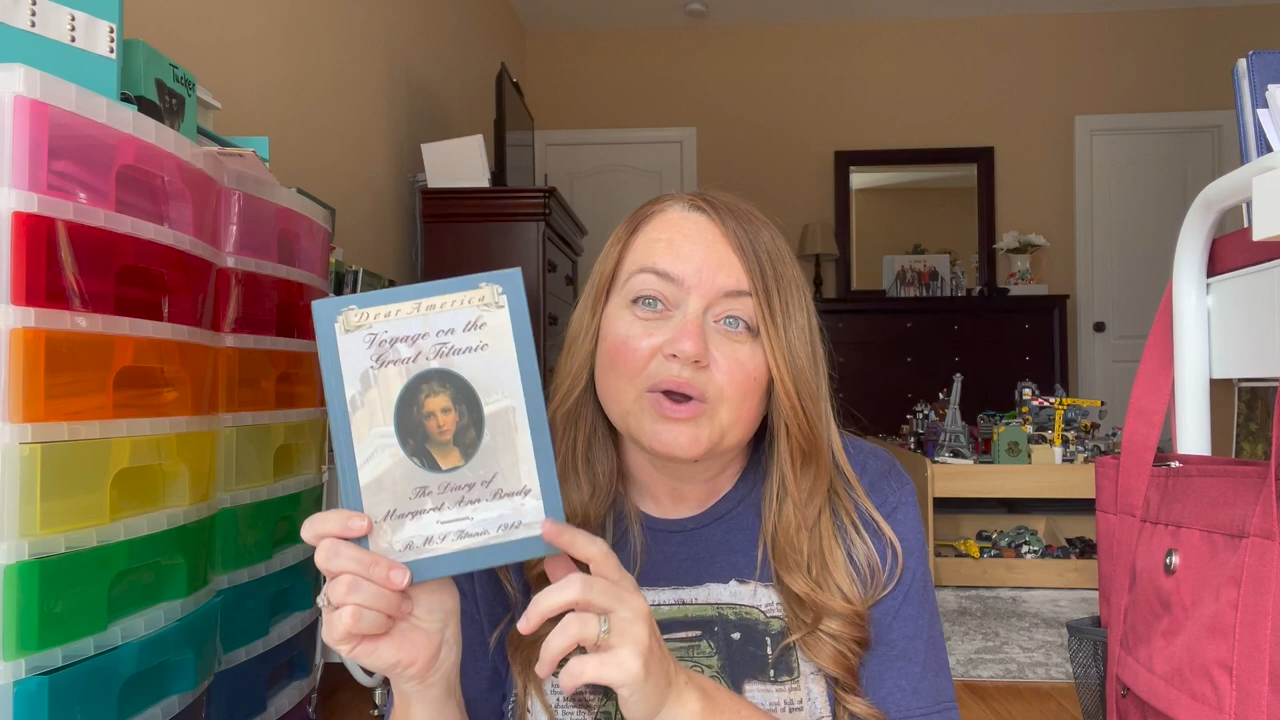 Tucker
Dear America
Voyage on the
Great Titanic
The Diary of
Margaret Ann Brady
R.M.S. Titanic, 1912